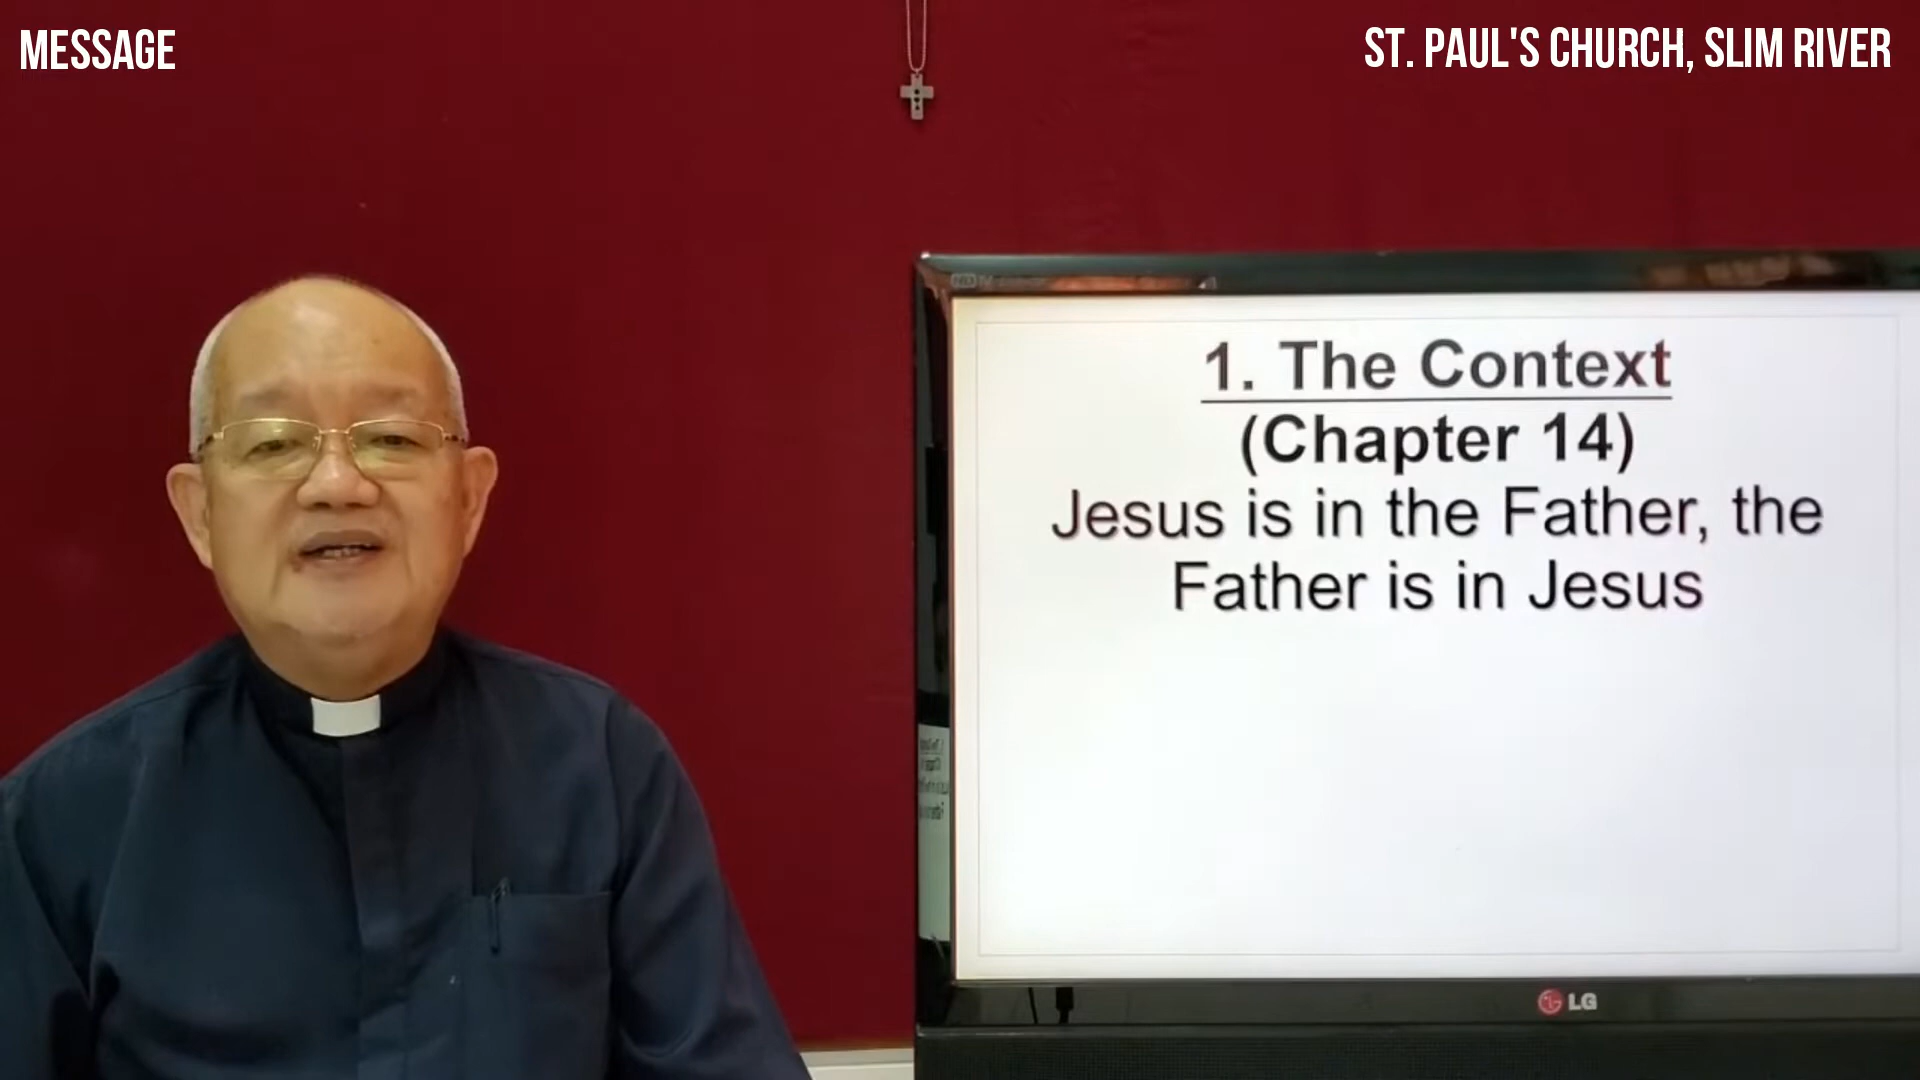 MESSAGE
ST. PAUL'S CHURCH, SLIM RIVER
1. The Context
(Chapter 14)
Jesus is in the Father, the
Father is in Jesus
LG